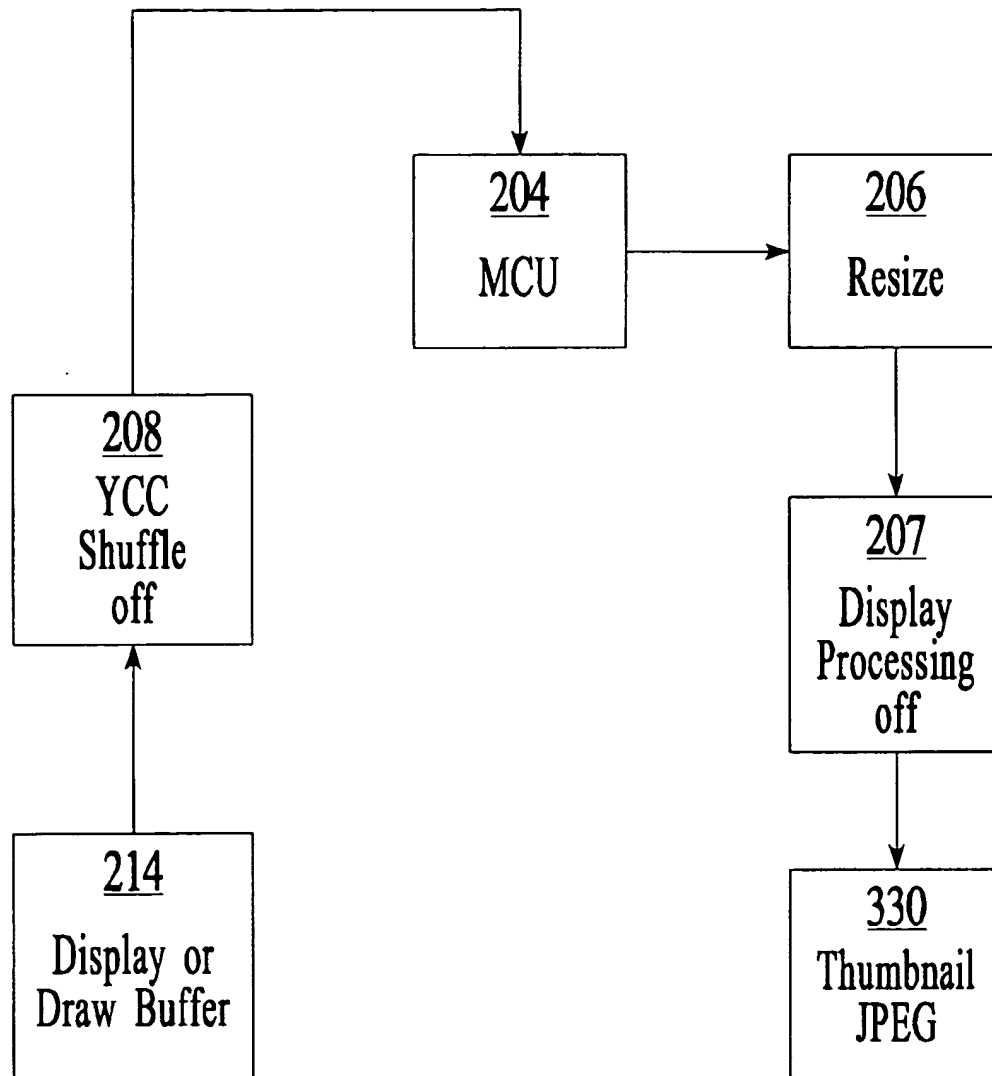 204
MCU
206
Resize
208
YCC
Shuffle
off
207
Display
Processing
off
214
Display or
Draw Buffer
330
Thumbnail
JPEG